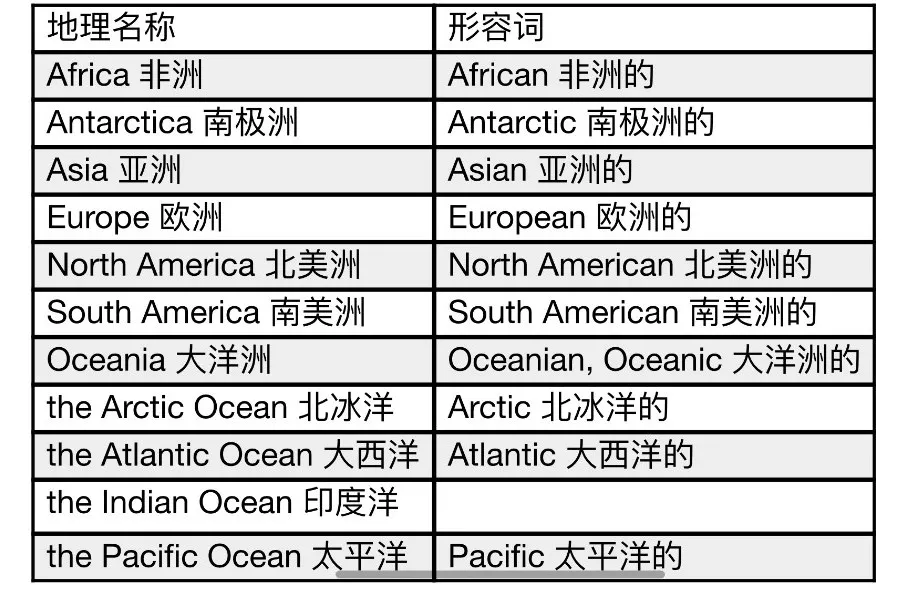 地理名称 形容词
Africa 非洲 African 非洲的
Antarctica 南极洲 Antarctic 南极洲的
Asia 亚洲 Asian 亚洲的
Europe 欧洲 European 欧洲的
North America 北美洲 North American 北美洲的
South America 南美洲 South American 南美洲的
Oceania 大洋洲 Oceanian, Oceanic 大洋洲的
the Arctic Ocean 北冰洋 Arctic 北冰洋的
the Atlantic Ocean 大西洋 Atlantic 大西洋的
the Indian Ocean 印度洋
the Pacific Ocean 太平洋 Pacific 太平洋的